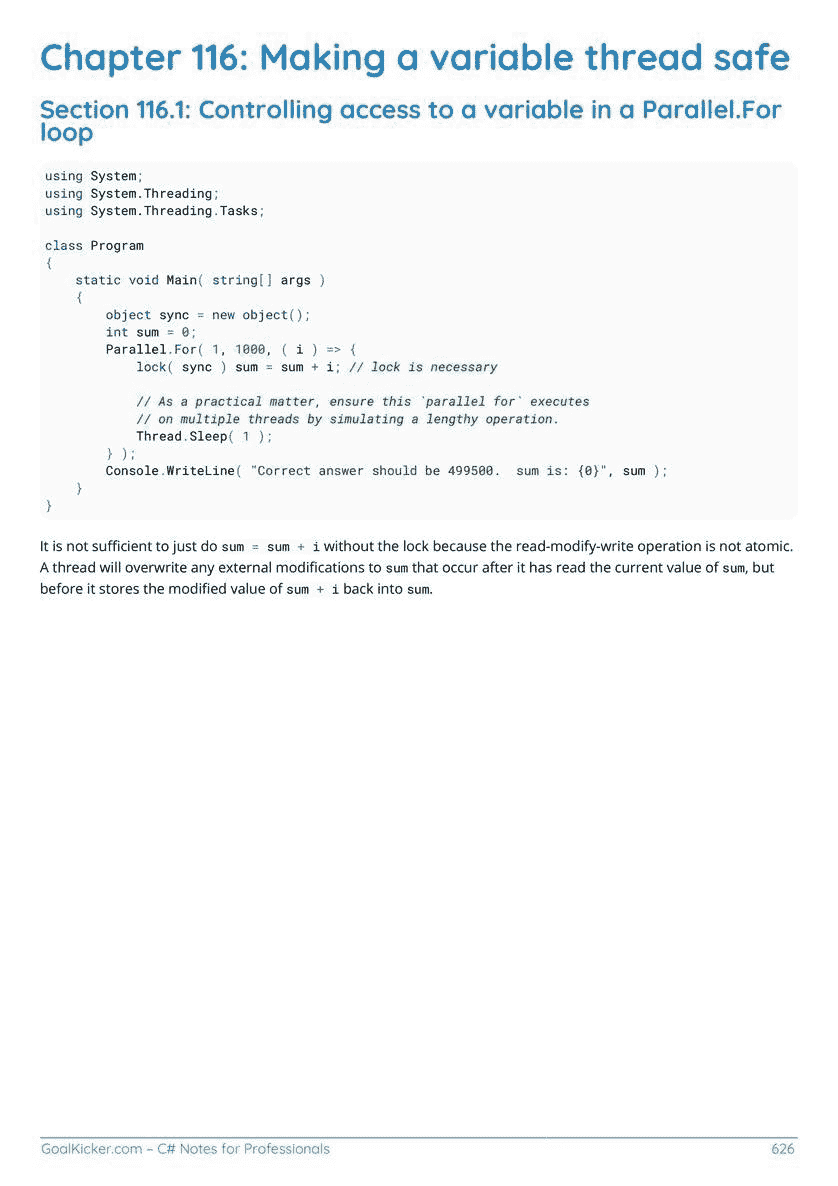 Chapter 116: Making a variable thread safe
Section 116.1: Controlling access to a variable in a Parallel.For
loop
using System;
using System.Threading;
using System.Threading.Tasks;
class Program
{
    static void Main( string[] args )
    {
        object sync = new object();
        int sum = 0;
        Parallel.For( 1, 1000, ( i ) => {
            lock( sync ) sum = sum + i; // lock is necessary
            // As a practical matter, ensure this `parallel for` executes
            // on multiple threads by simulating a lengthy operation.
            Thread.Sleep( 1 );
        } );
        Console.WriteLine( "Correct answer should be 499500.  sum is: {0}", sum );
    }
}
It is not sufficient to just do sum = sum + i without the lock because the read-modify-write operation is not atomic.
A thread will overwrite any external modifications to sum that occur after it has read the current value of sum, but
before it stores the modified value of sum + i back into sum.
GoalKicker.com – C# Notes for Professionals 626